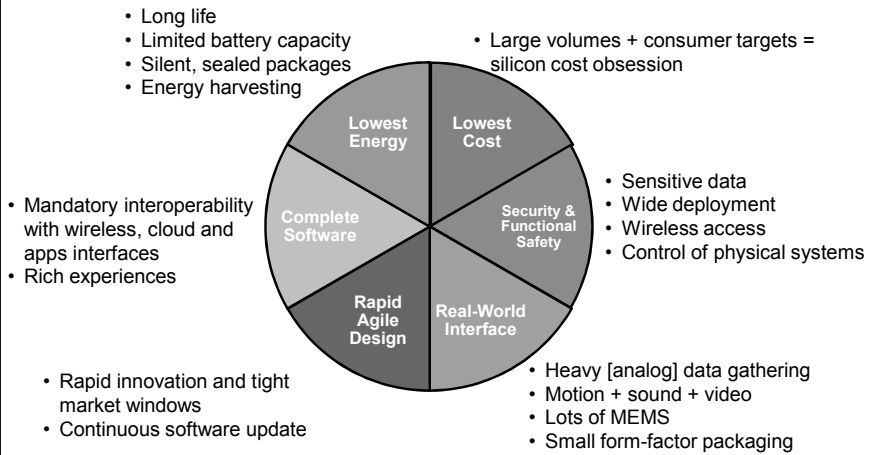 • Long life
• Limited battery capacity
• Silent, sealed packages
• Energy harvesting
• Large volumes + consumer targets =
silicon cost obsession
Lowest
Energy
Lowest
Cost
• Mandatory interoperability
with wireless, cloud and
apps interfaces
• Rich experiences
Complete
Software
Security &
Functional
Safety
• Sensitive data
• Wide deployment
• Wireless access
• Control of physical systems
Rapid
Agile
Design
Real-World
Interface
• Rapid innovation and tight
market windows
• Continuous software update
• Heavy [analog] data gathering
• Motion + sound + video
• Lots of MEMS
• Small form-factor packaging